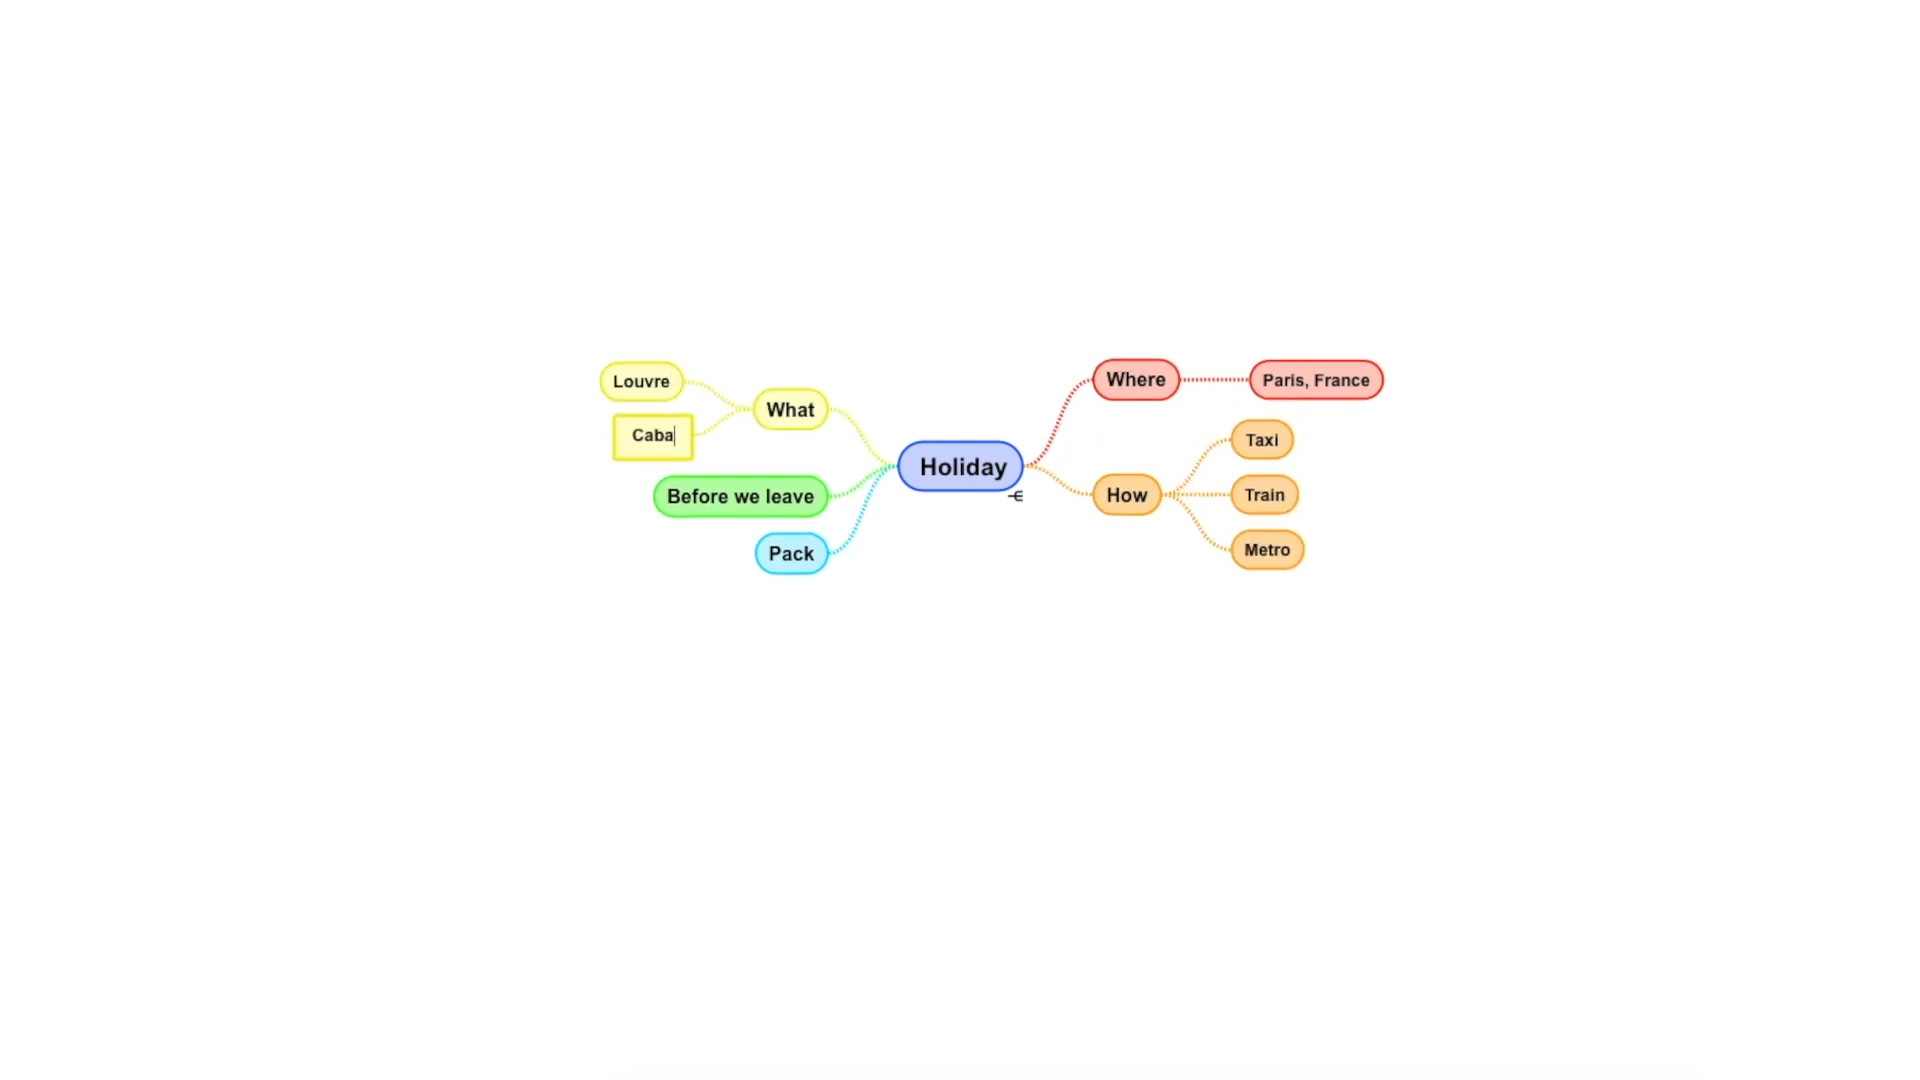 Louvre
What
Caba
Before we leave
Pack
Holiday
Where
Paris, France
How
Taxi
Train
Metro